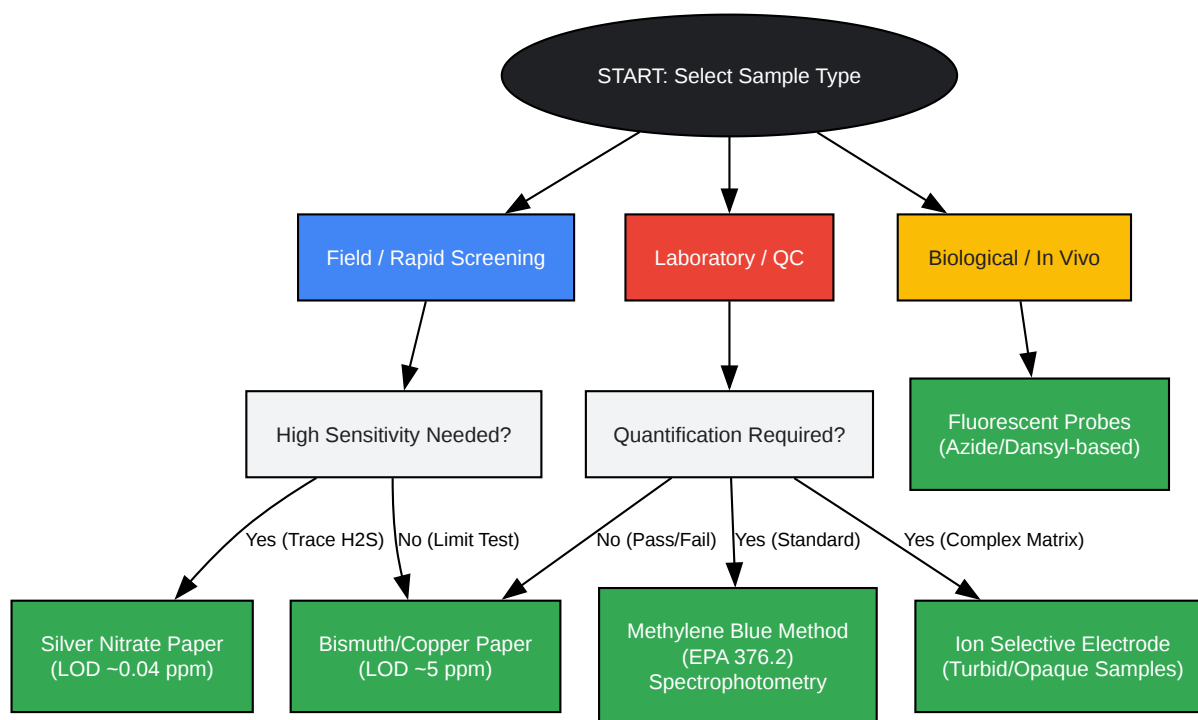 START: Select Sample Type
Field / Rapid Screening
Laboratory / QC
Biological / In Vivo
High Sensitivity Needed?
Quantification Required?
Fluorescent Probes
(Azide/Dansyl-based)
Yes (Trace H2S)
No (Limit Test)
No (Pass/Fail)
Yes (Standard)
Yes (Complex Matrix)
Silver Nitrate Paper
(LOD ~0.04 ppm)
Bismuth/Copper Paper
(LOD ~5 ppm)
Methylene Blue Method
(EPA 376.2)
Spectrophotometry
Ion Selective Electrode
(Turbid/Opaque Samples)